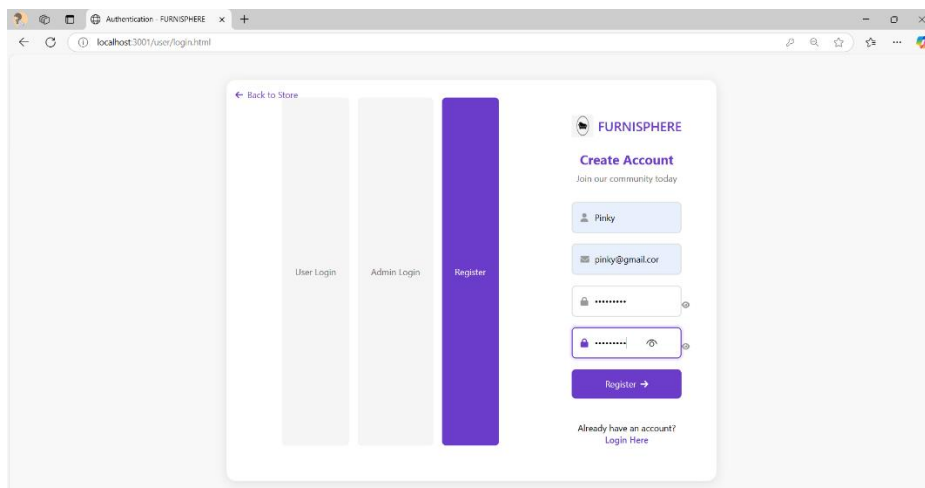 Authentication - FURNISPHERE
localhost:3001/user/login.html
← Back to Store
User Login
Admin Login
Register
FURNISPHERE
Create Account
Join our community today
Pinky
pinky@gmail.cor
•••••••••
•••••••••
Register →
Already have an account?
Login Here